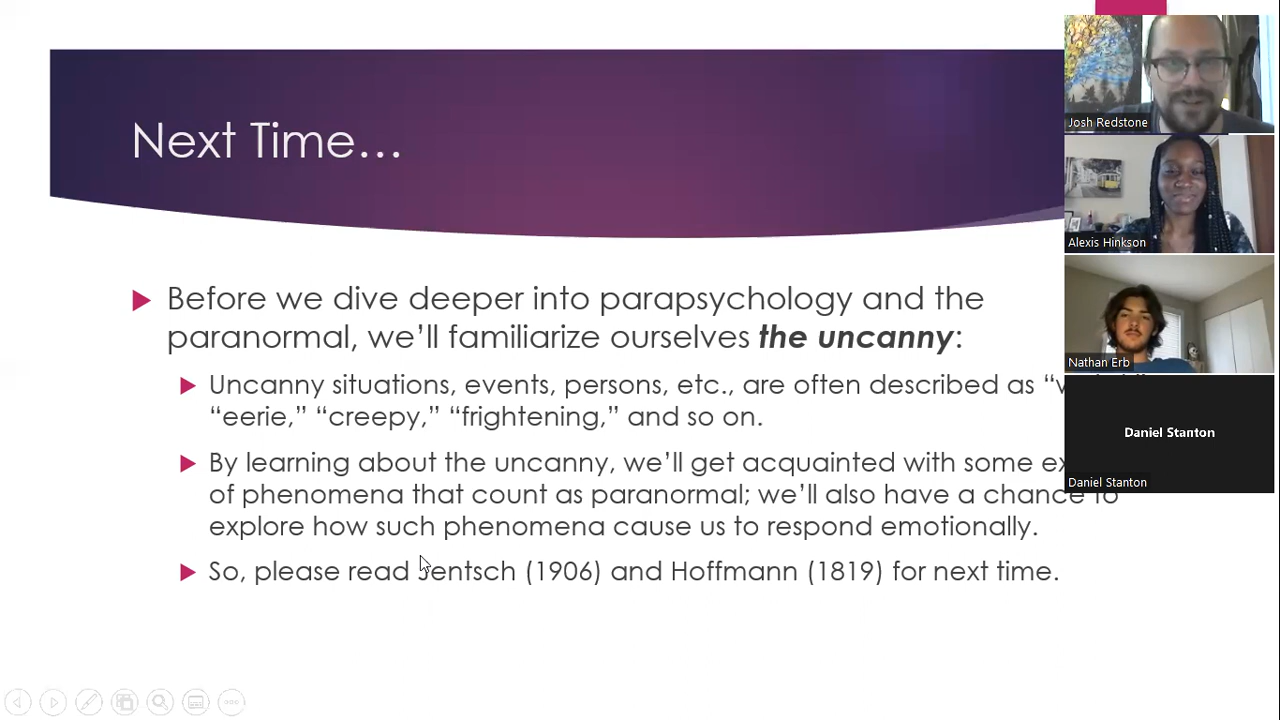 Next Time…
Before we dive deeper into parapsychology and the
paranormal, we’ll familiarize ourselves the uncanny:
Uncanny situations, events, persons, etc., are often described as
“eerie,” “creepy,” “frightening,” and so on.
By learning about the uncanny, we’ll get acquainted with some
of phenomena that count as paranormal; we’ll also have a chance to
explore how such phenomena cause us to respond emotionally.
So, please read Jentsch (1906) and Hoffmann (1819) for next time.
Josh Redstone
Alexis Hinkson
Nathan Erb
Daniel Stanton
Daniel Stanton